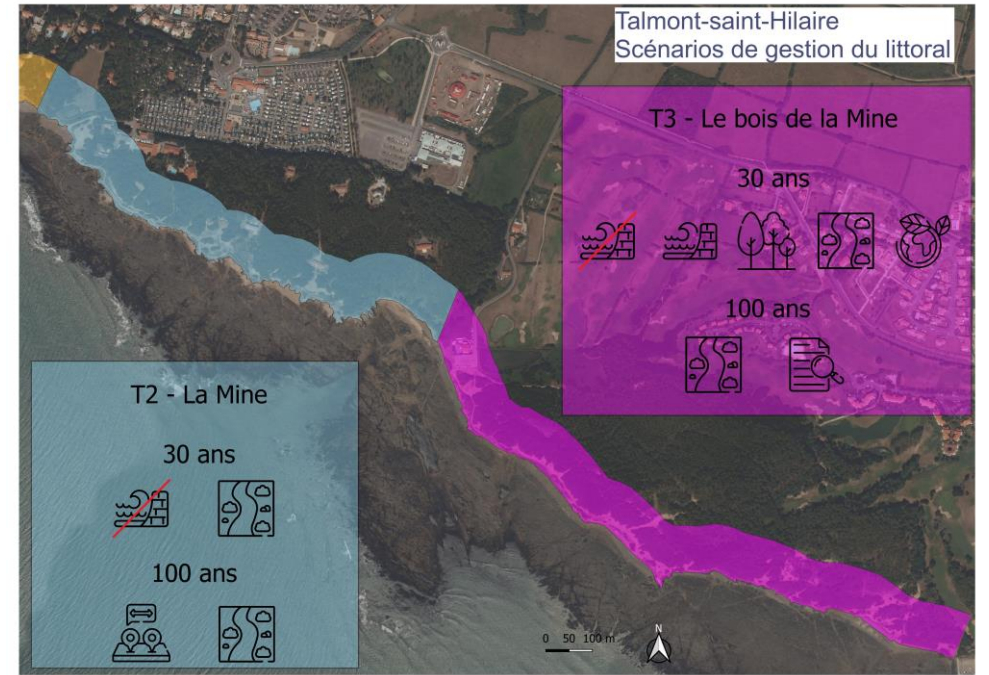 Talmont-saint-Hilaire
Scénarios de gestion du littoral
T3 - Le bois de la Mine
30 ans
100 ans
T2 - La Mine
30 ans
100 ans
0 50 100 m
N